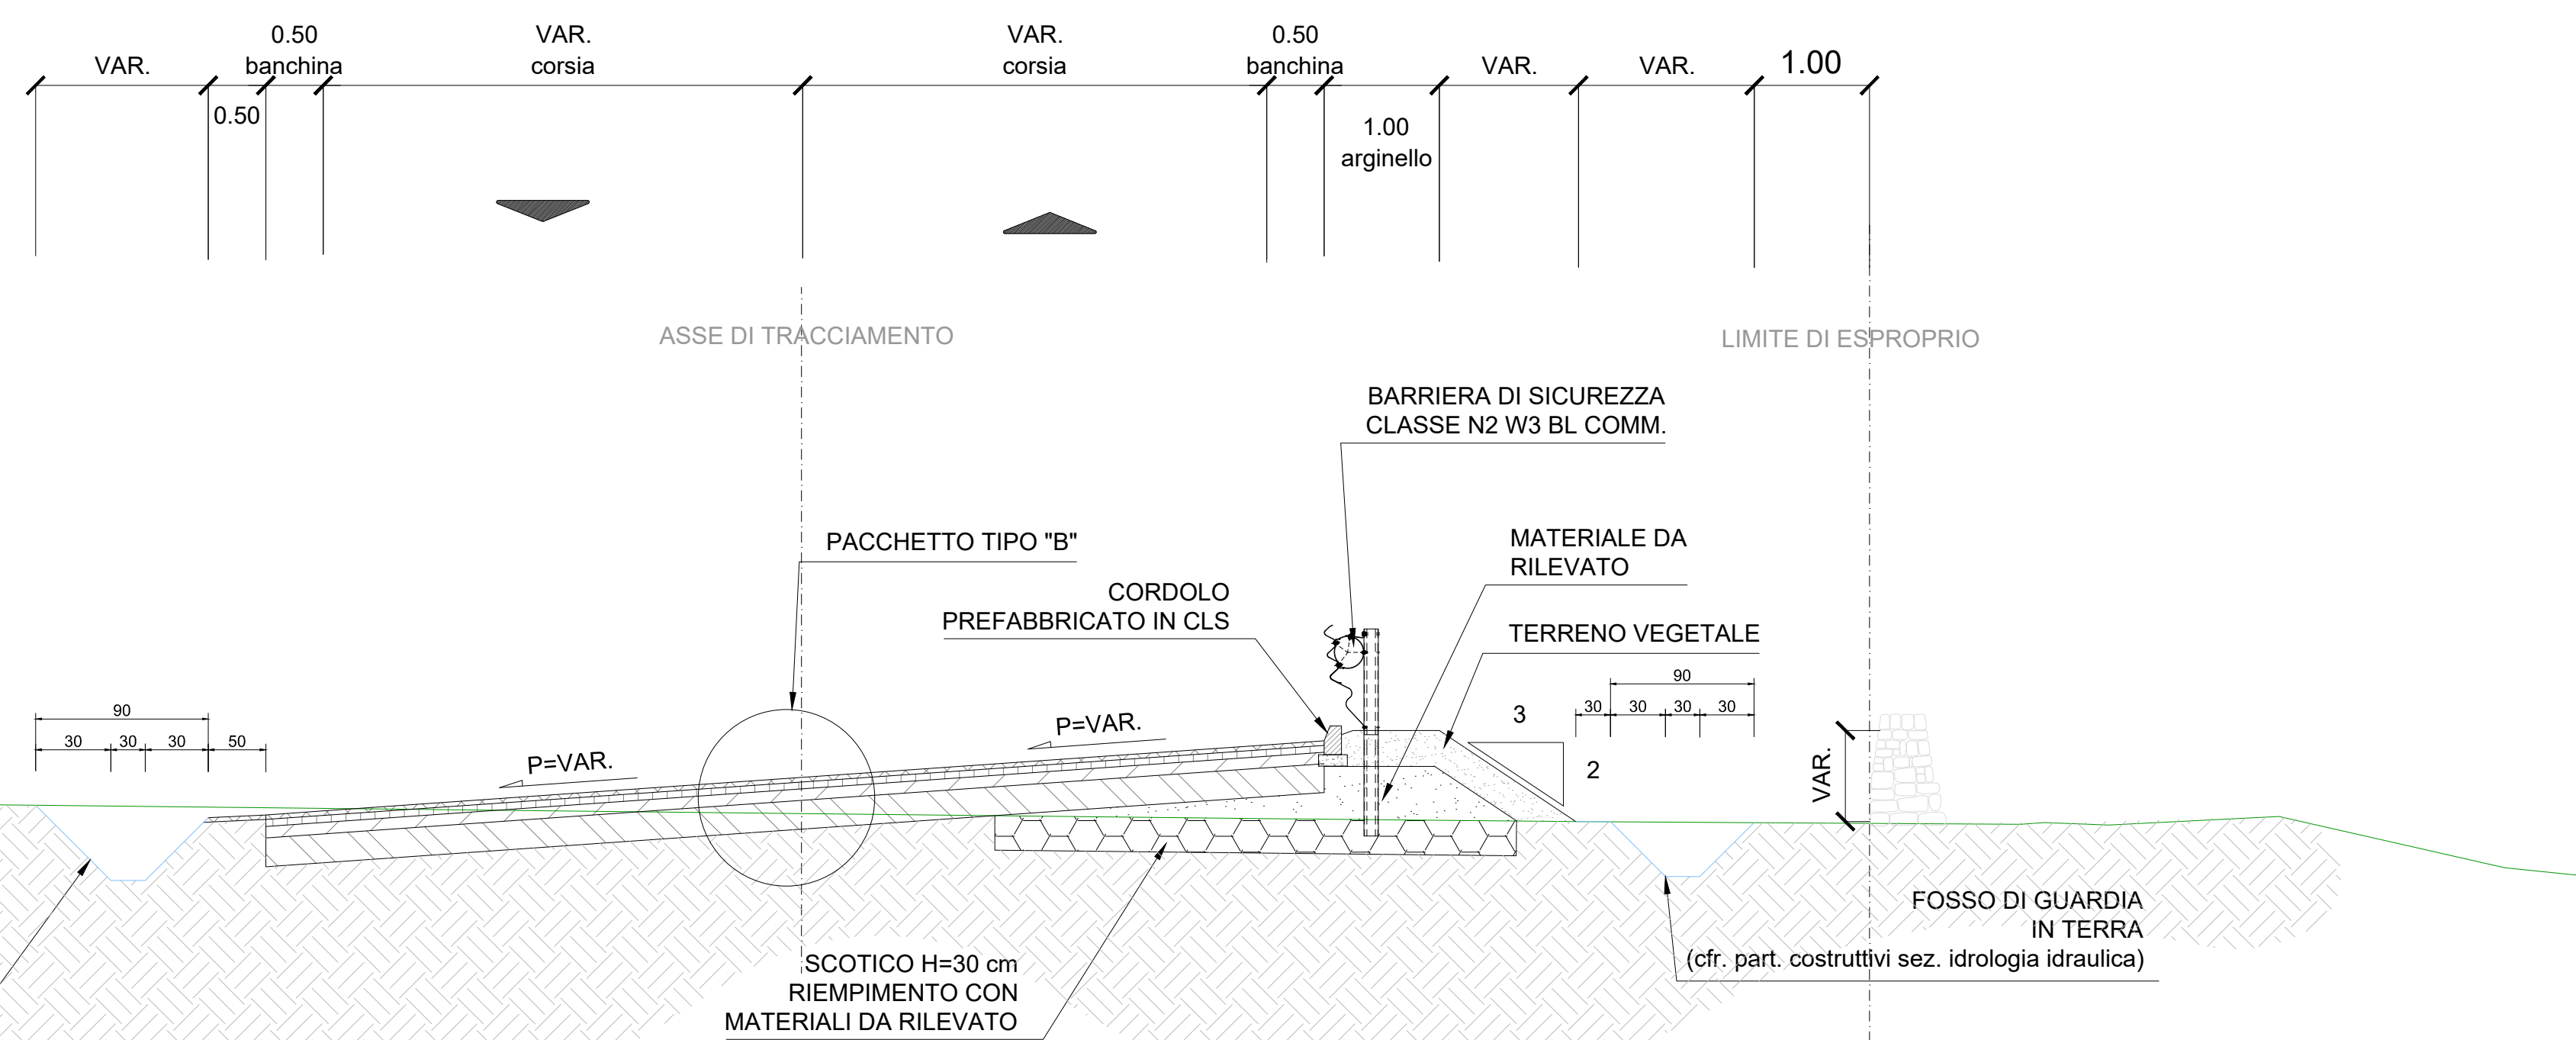 VAR.
0.50
banchina
VAR.
corsia
VAR.
corsia
0.50
banchina
VAR.
VAR.
1.00
0.50
1.00
arginello
ASSE DI TRACCIAMENTO
LIMITE DI ESPROPRIO
BARRIERA DI SICUREZZA
CLASSE N2 W3 BL COMM.
PACCHETTO TIPO "B"
MATERIALE DA
RILEVATO
CORDOLO
PREFABBRICATO IN CLS
TERRENO VEGETALE
90
30 30 30 50
P=VAR.
P=VAR.
3
2
90
30 30 30 30
VAR.
FOSSO DI GUARDIA
IN TERRA
(cfr. part. costruttivi sez. idrologia idraulica)
SCOTICO H=30 cm
RIEMPIMENTO CON
MATERIALI DA RILEVATO